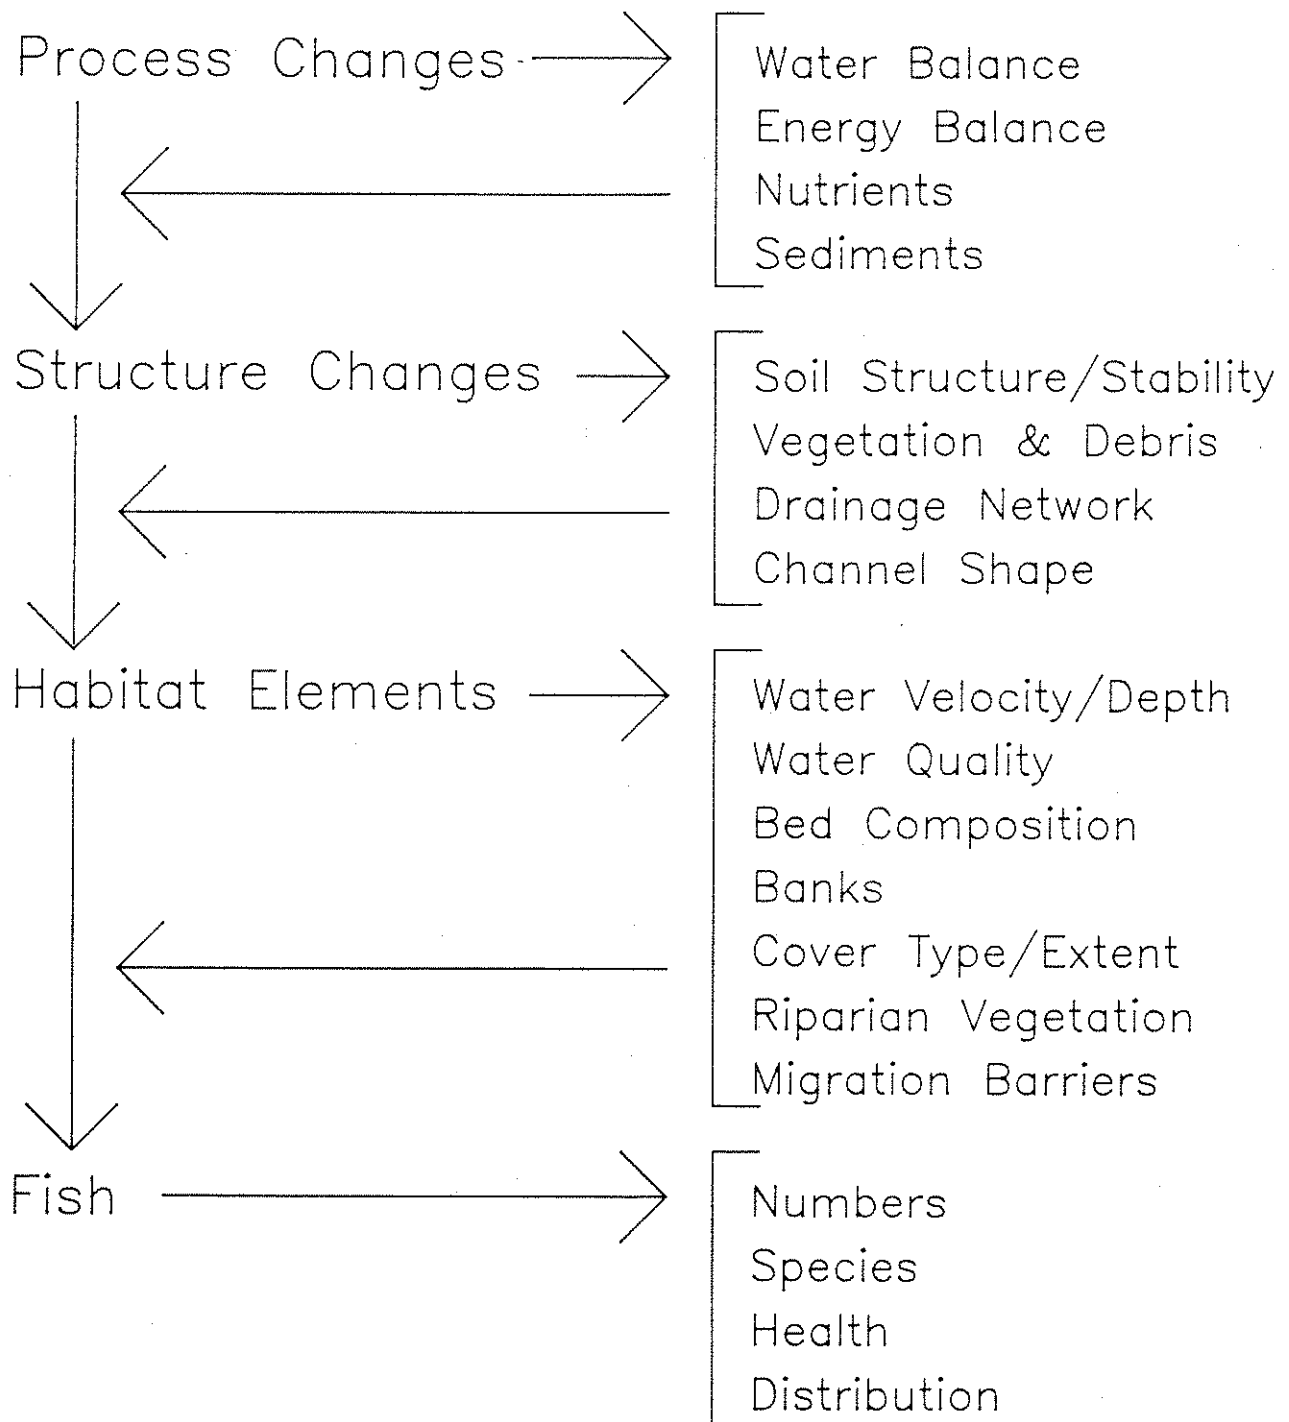 Process Changes
Water Balance
Energy Balance
Nutrients
Sediments
Structure Changes
Soil Structure/Stability
Vegetation & Debris
Drainage Network
Channel Shape
Habitat Elements
Water Velocity/Depth
Water Quality
Bed Composition
Banks
Cover Type/Extent
Riparian Vegetation
Migration Barriers
Fish
Numbers
Species
Health
Distribution